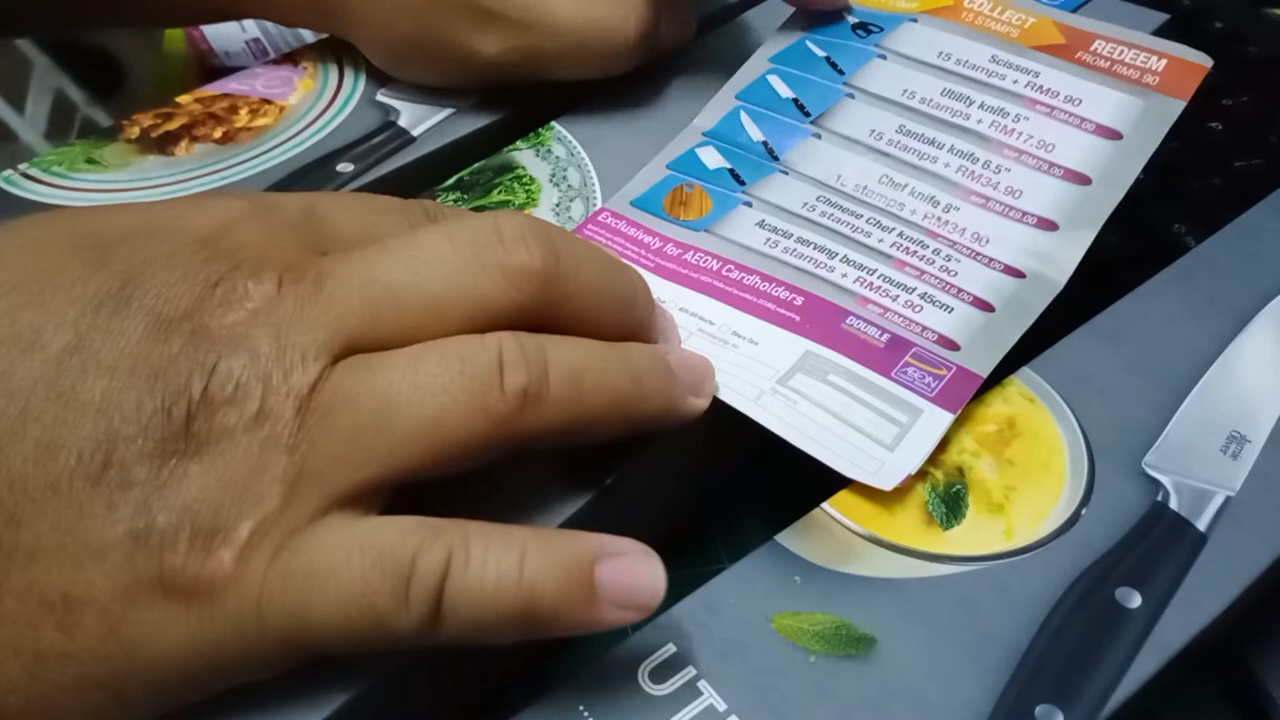 COLLECT
15 STAMPS
REDEEM
FROM RM9.90
Scissors
15 stamps + RM9.90
RRP RM49.00
Utility knife 5"
15 stamps + RM17.90
RRP RM79.00
Santoku knife 6.5"
15 stamps + RM34.90
RRP RM149.00
Chef knife 8"
15 stamps + RM34.90
RRP RM149.00
Chinese Chef knife 6.5"
15 stamps + RM49.90
RRP RM219.00
Acacia serving board round 45cm
15 stamps + RM54.90
RRP RM239.00
Exclusively for AEON Cardholders
DOUBLE
AEON
Membership No
Signature
Jamie
Oliver
UT